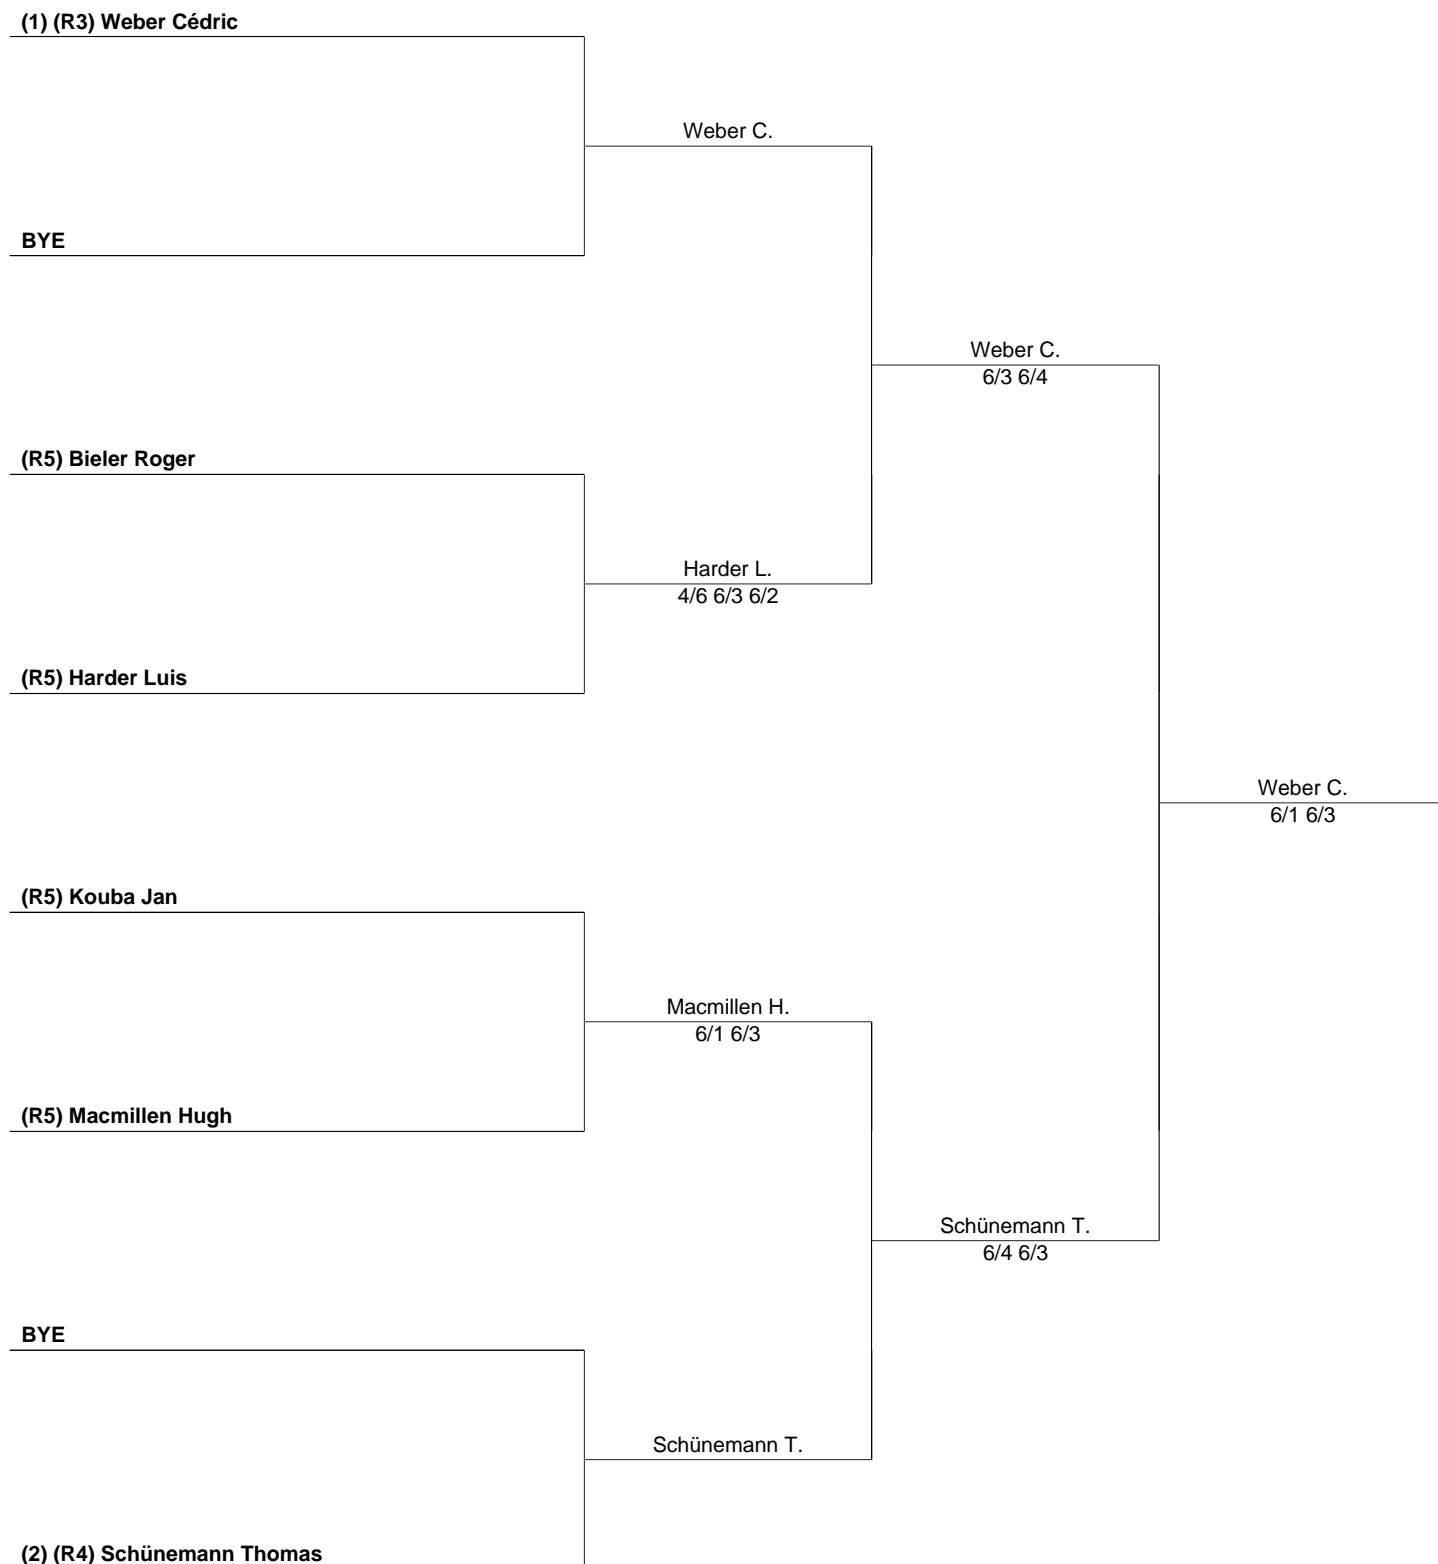 (1) (R3) Weber Cédric
Weber C.
BYE
Weber C.
6/3 6/4
(R5) Bieler Roger
Harder L.
4/6 6/3 6/2
(R5) Harder Luis
Weber C.
6/1 6/3
(R5) Kouba Jan
Macmillen H.
6/1 6/3
(R5) Macmillen Hugh
Schünemann T.
6/4 6/3
BYE
Schünemann T.
(2) (R4) Schünemann Thomas